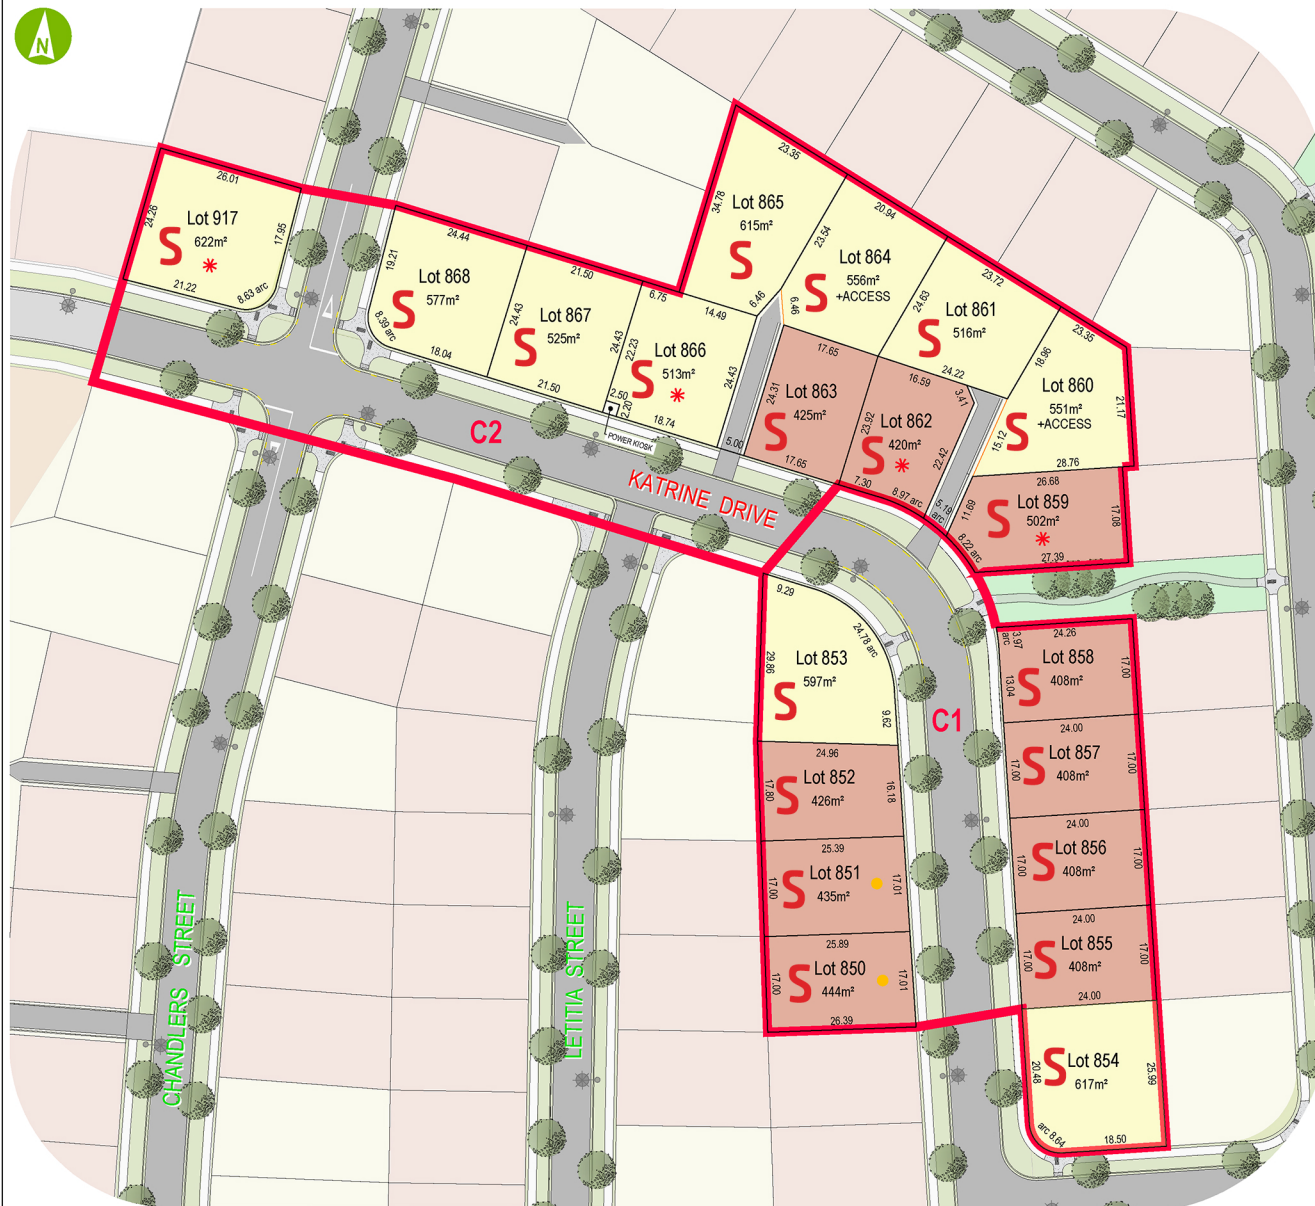 N
26.01
24.26
Lot 917
622m²
S
*
17.95
21.22
8.63 arc
24.44
19.21
Lot 868
577m²
S
8.39 arc
18.04
21.50
24.43
Lot 867
525m²
S
24.43
21.50
6.75
14.49
22.23
Lot 866
513m²
S
*
2.50
2.20
18.74
24.43
POWER KIOSK
5.00
23.35
34.78
Lot 865
615m²
S
23.54
6.46
20.94
Lot 864
556m²
+ACCESS
S
6.46
24.63
23.72
Lot 861
516m²
S
24.22
18.96
23.35
Lot 860
551m²
+ACCESS
S
21.17
15.12
28.76
17.65
Lot 863
425m²
S
24.31
17.65
16.59
3.41
Lot 862
420m²
S
*
23.92
22.42
7.30
8.97 arc
5.19
arc
26.68
Lot 859
502m²
S
*
11.69
17.08
8.22 arc
27.39
C2
KATRINE DRIVE
9.29
24.78 arc
Lot 853
597m²
S
29.86
9.62
24.96
Lot 852
426m²
S
17.80
16.18
25.39
Lot 851
435m²
S
17.00
17.01
25.89
Lot 850
444m²
S
17.00
17.01
26.39
C1
3.97
arc
24.26
Lot 858
408m²
S
13.04
17.00
24.00
Lot 857
408m²
S
17.00
17.00
24.00
Lot 856
408m²
S
17.00
17.00
24.00
Lot 855
408m²
S
17.00
17.00
24.00
Lot 854
617m²
S
20.48
25.99
arc 8.64
18.50
CHANDLERS STREET
LETITIA STREET